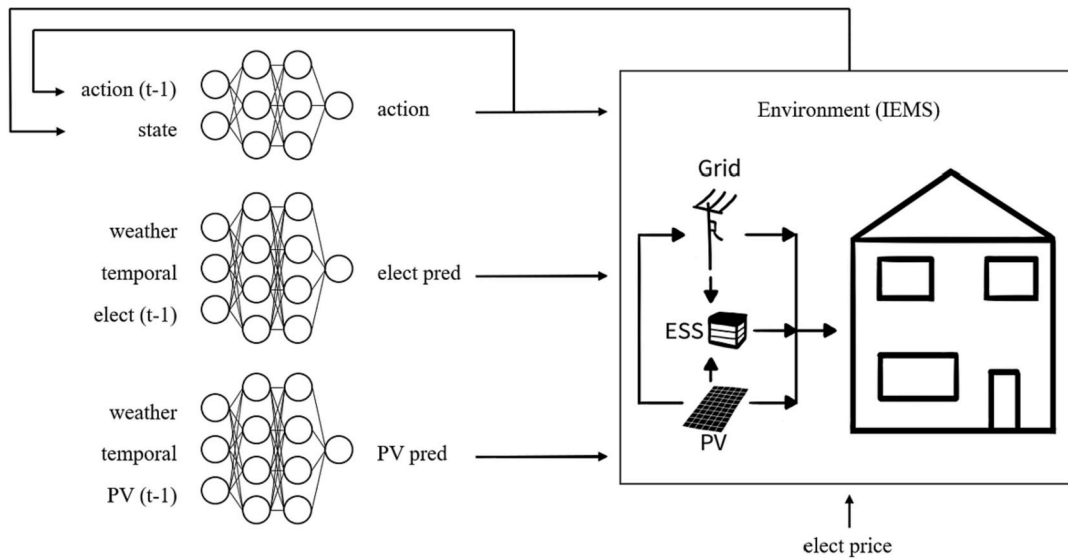 action (t-1)
state
action
weather
temporal
elect (t-1)
elect pred
weather
temporal
PV (t-1)
PV pred
Environment (IEMS)
Grid
ESS
PV
elect price